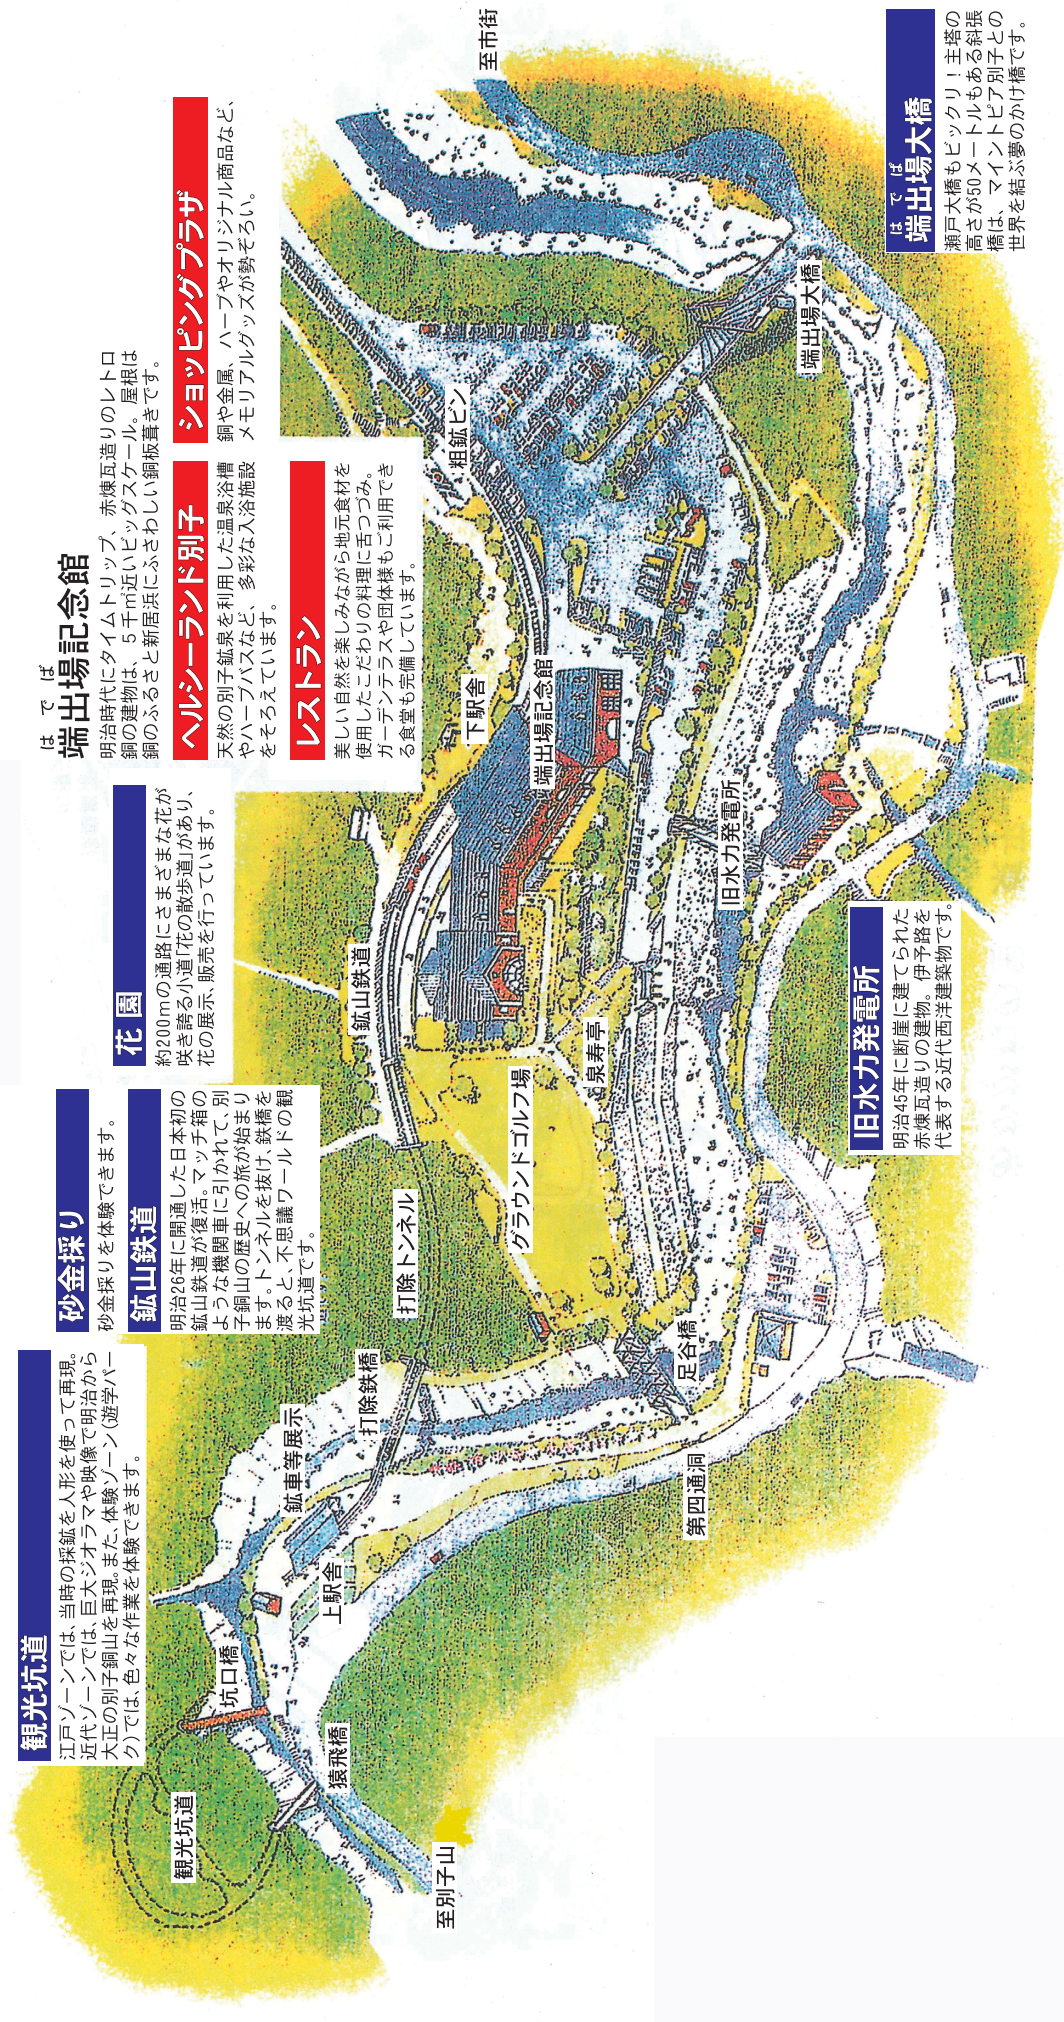 観光坑道
江戸ゾーンでは、当時の採鉱を人形を使って再現。
近代ゾーンでは、巨大ジオラマや映像で明治から
大正の別子銅山を再現。また、体験ゾーン（遊学パー
ク）では、色々な作業を体験できます。
砂金採り
砂金採りを体験できます。
鉱山鉄道
明治26年に開通した日本初の
鉱山鉄道が復活。マッチ箱の
ような機関車に引かれて、別
子銅山の歴史への旅が始まり
ます。トンネルを抜け、鉄橋を
渡ると、不思議ワールドの観
光坑道です。
花園
約200mの通路にさまざまな花が
咲き誇る小道「花の散歩道」があり、
花の展示、販売を行っています。
はでば
端出場記念館
明治時代にタイムトリップ、赤煉瓦造りのレトロ
調の建物は、5千㎡近いビッグスケール。屋根は
銅のふるさと新居浜にふさわしい銅板葺きです。
ヘルシーランド別子
天然の別子鉱泉を利用した温泉浴槽
やハーブバスなど、多彩な入浴施設
をそろえています。
ショッピングプラザ
銅や金属、ハーブやオリジナル商品など、
メモリアルグッズが勢ぞろい。
レストラン
美しい自然を楽しみながら地元食材を
使用したこだわりの料理に舌つづみ。
ガーデンテラスや団体様もご利用でき
る食堂も完備しています。
旧水力発電所
明治45年に断崖に建てられた
赤煉瓦造りの建物。伊予路を
代表する近代西洋建築物です。
はでば
端出場大橋
瀬戸大橋もビックリ！主塔の
高さが50メートルもある斜張
橋は、マイントピア別子との
世界を結ぶ夢のかけ橋です。
観光坑道
坑口橋
猿飛橋
至別子山
上駅舎
鉱車等展示
打除鉄橋
打除トンネル
第四通洞
足谷橋
グラウンドゴルフ場
泉寿亭
鉱山鉄道
旧水力発電所
端出場記念館
下駅舎
粗鉱ビン
端出場大橋
至市街